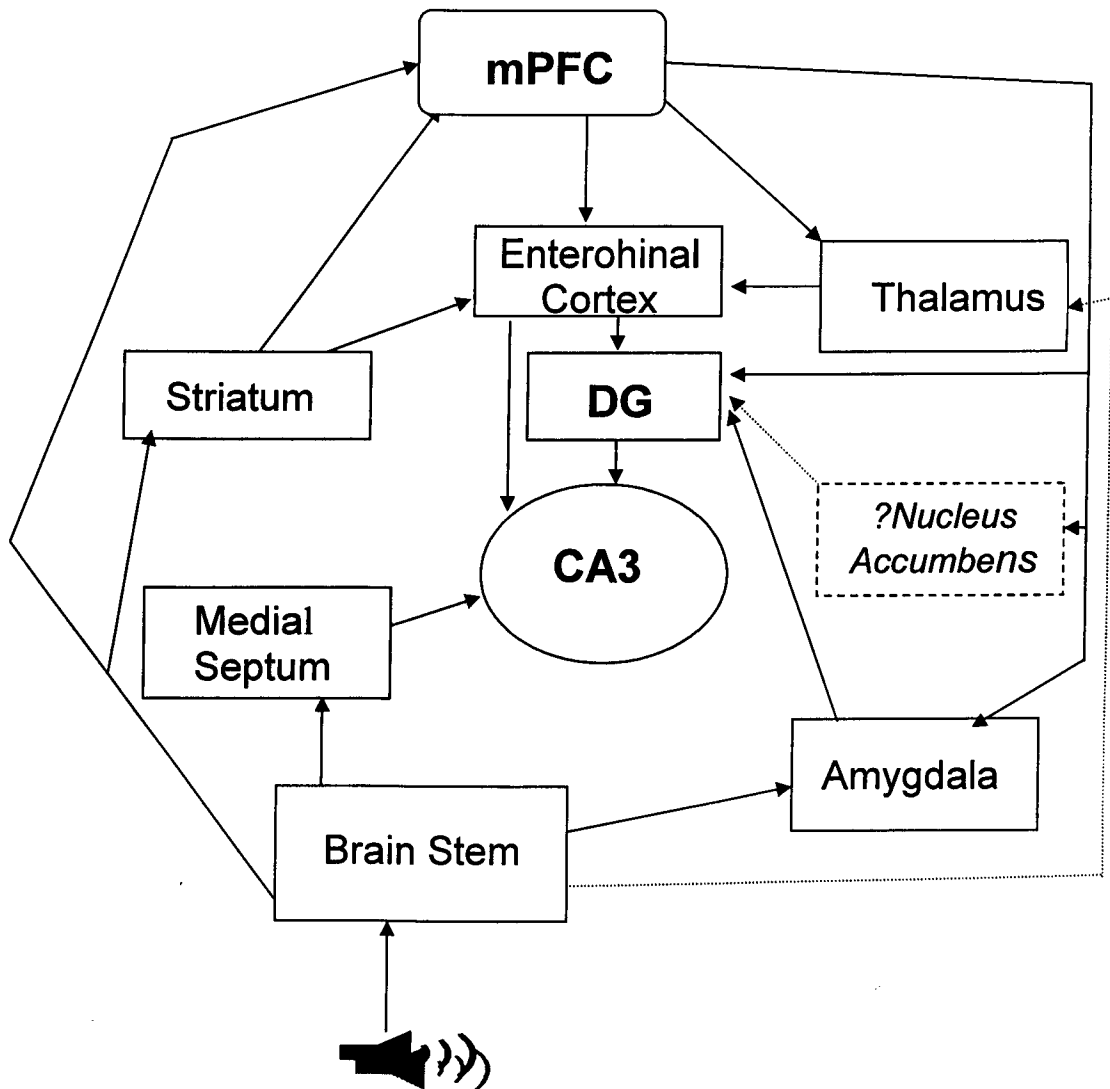 mPFC
Enterohinal
Cortex
Thalamus
Striatum
DG
?Nucleus
Accumbens
CA3
Medial
Septum
Amygdala
Brain Stem